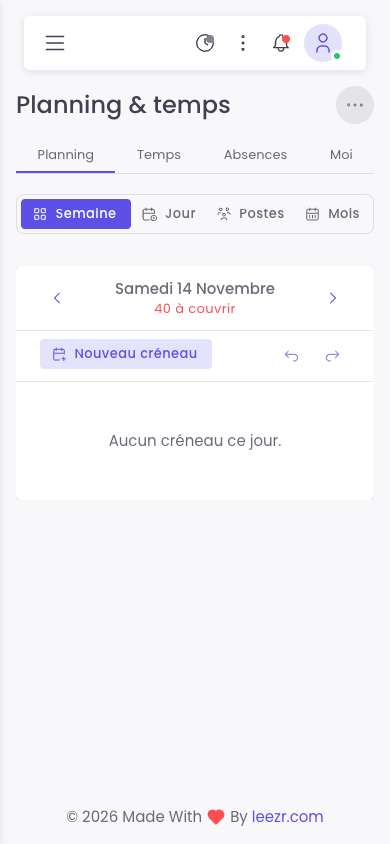 Planning & temps
Planning Temps Absences Moi
Semaine Jour Postes Mois
Samedi 14 Novembre
40 à couvrir
Nouveau créneau
Aucun créneau ce jour.
© 2026 Made With By leezr.com